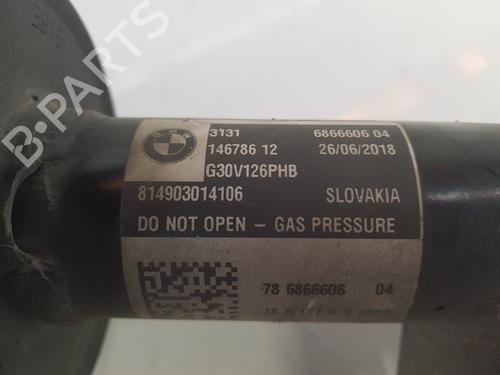 BMW
3131 6866606 04
146786 12 26/06/2018
G30V126PHB
814903014106 SLOVAKIA
DO NOT OPEN - GAS PRESSURE
78 6866606 04
B-PARTS